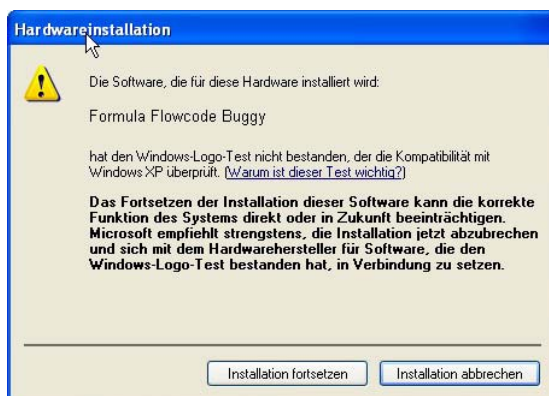 Hardwareinstallation
Die Software, die für diese Hardware installiert wird:
Formula Flowcode Buggy
hat den Windows-Logo-Test nicht bestanden, der die Kompatibilität mit
Windows XP überprüft. (Warum ist dieser Test wichtig?)
Das Fortsetzen der Installation dieser Software kann die korrekte
Funktion des Systems direkt oder in Zukunft beeinträchtigen.
Microsoft empfiehlt strengstens, die Installation jetzt abzubrechen
und sich mit dem Hardwarehersteller für Software, die den
Windows-Logo-Test bestanden hat, in Verbindung zu setzen.
Installation fortsetzen
Installation abbrechen